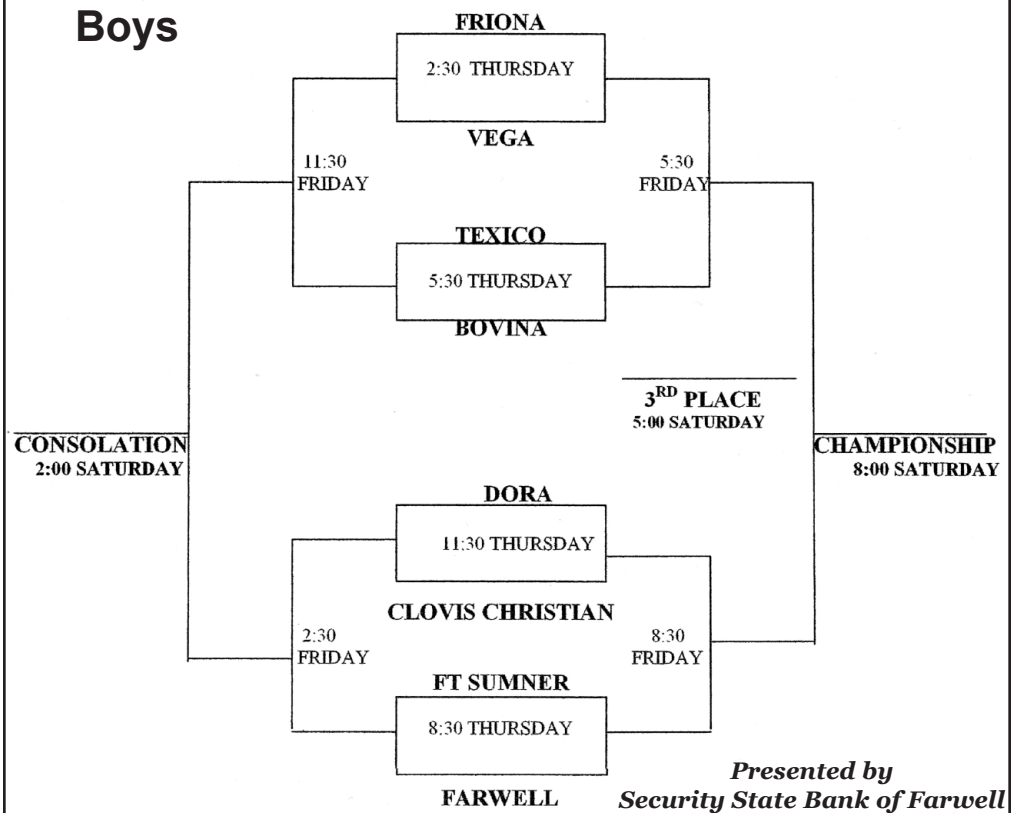 Boys
FRIONA
2:30 THURSDAY
VEGA
11:30
FRIDAY
5:30
FRIDAY
TEXICO
5:30 THURSDAY
BOVINA
3RD PLACE
5:00 SATURDAY
CONSOLATION
2:00 SATURDAY
CHAMPIONSHIP
8:00 SATURDAY
DORA
11:30 THURSDAY
CLOVIS CHRISTIAN
2:30
FRIDAY
8:30
FRIDAY
FT SUMNER
8:30 THURSDAY
FARWELL
Presented by
Security State Bank of Farwell